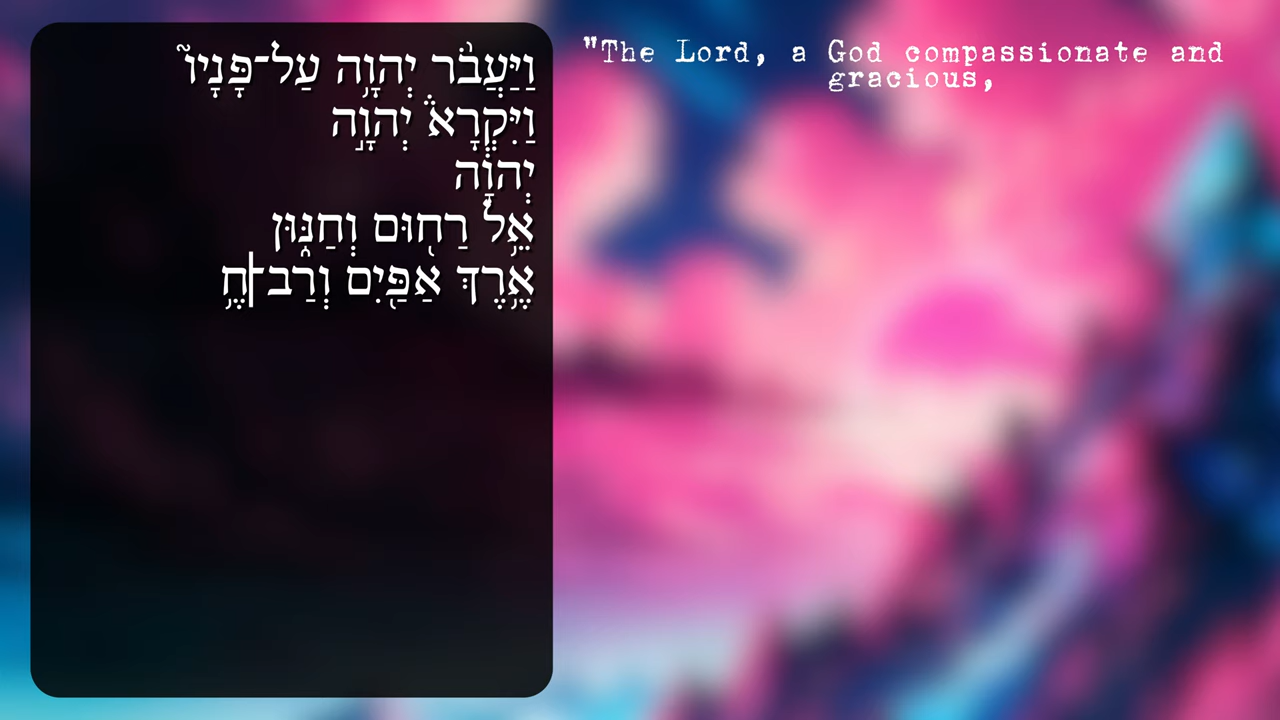 וַיַּעֲבֹ֨ר יְהוָ֥ה עַל־פָּנָיו֮
וַיִּקְרָא֒ יְהוָ֣ה
יְהוָ֔ה
אֵ֥ל רַח֖וּם וְחַנּ֑וּן
אֶ֥רֶךְ אַפַּ֖יִם וְרַב־חֶ֥
"The Lord, a God compassionate and
gracious,